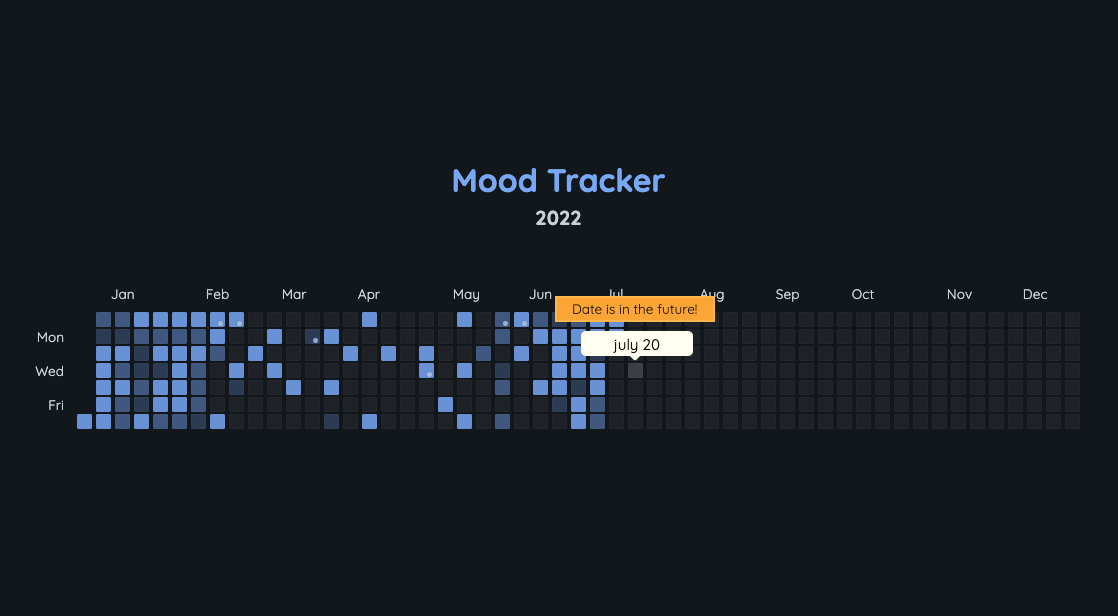 Mood Tracker
2022
Jan Feb Mar Apr May Jun Jul Aug Sep Oct Nov Dec
Date is in the future!
Mon
july 20
Wed
Fri